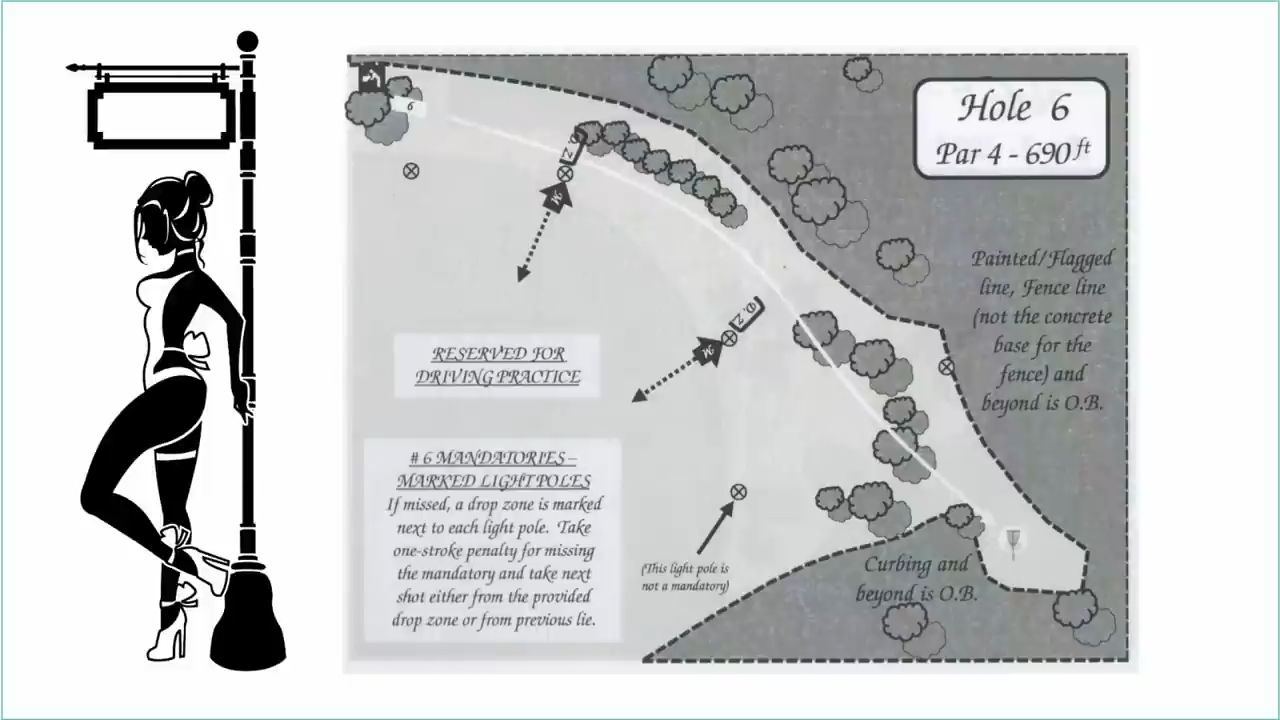 Hole 6
Par 4 - 690 ft
6
D.Z.
M
Painted/Flagged
line, Fence line
(not the concrete
base for the
fence) and
beyond is O.B.
D.Z.
M
RESERVED FOR
DRIVING PRACTICE
# 6 MANDATORIES –
MARKED LIGHT POLES
If missed, a drop zone is marked
next to each light pole. Take
one-stroke penalty for missing
the mandatory and take next
shot either from the provided
drop zone or from previous lie.
(This light pole is
not a mandatory)
Curbing and
beyond is O.B.